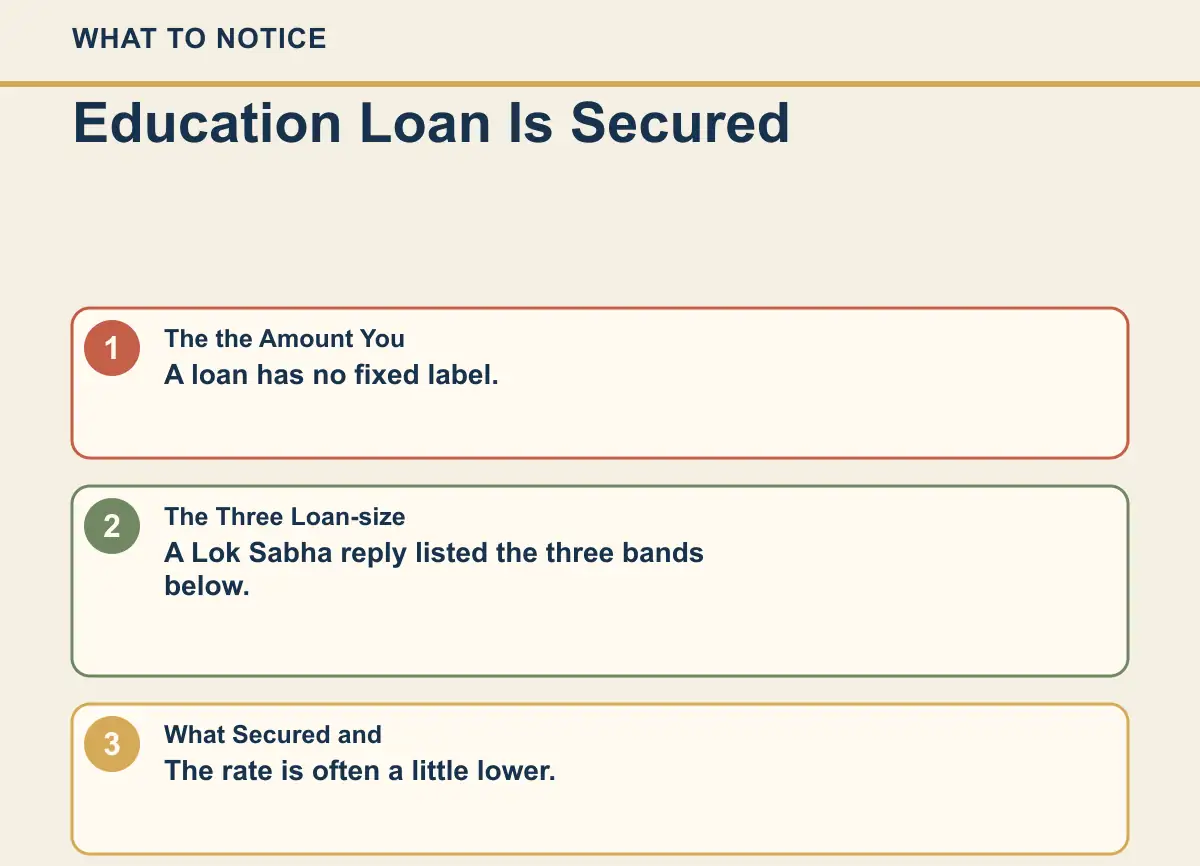 WHAT TO NOTICE
Education Loan Is Secured
1
The the Amount You
A loan has no fixed label.
2
The Three Loan-size
A Lok Sabha reply listed the three bands
below.
3
What Secured and
The rate is often a little lower.